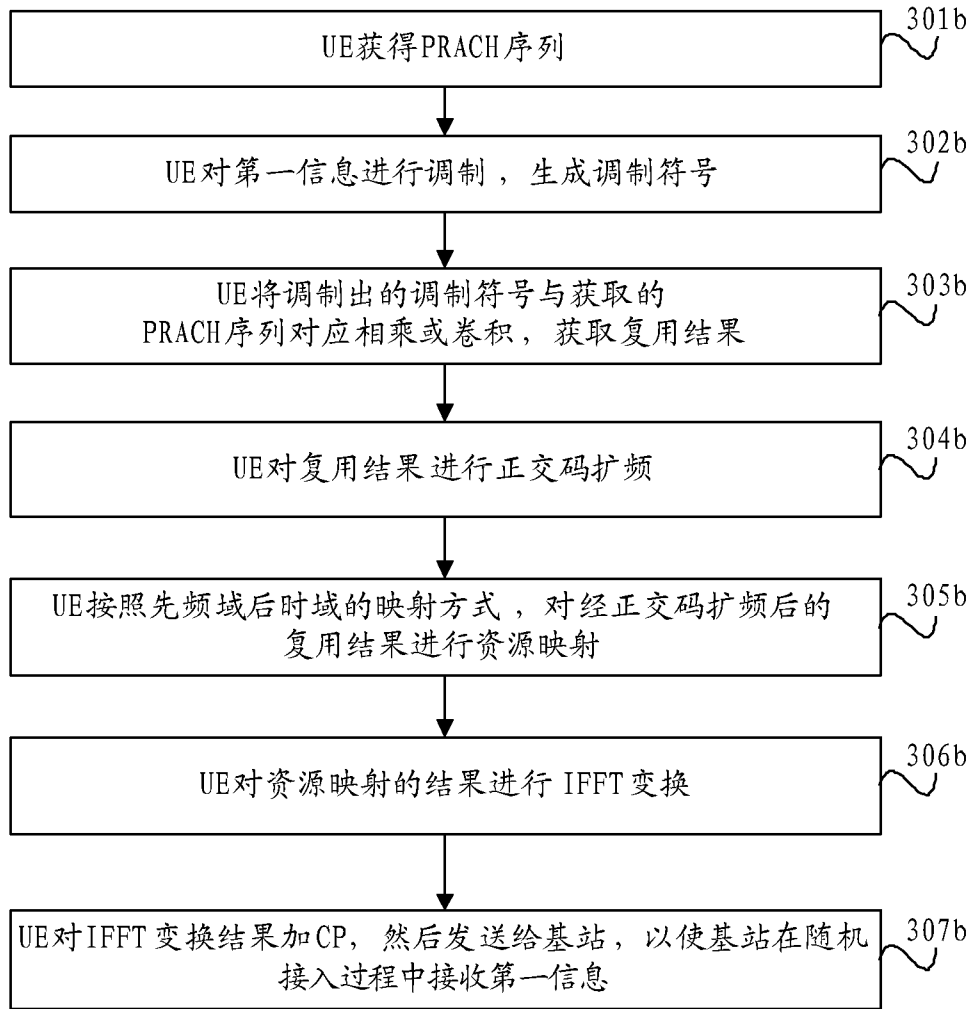 301b
UE获得PRACH序列
302b
UE对第一信息进行调制，生成调制符号
303b
UE将调制出的调制符号与获取的
PRACH序列对应相乘或卷积，获取复用结果
304b
UE对复用结果进行正交码扩频
305b
UE按照先频域后时域的映射方式，对经正交码扩频后的
复用结果进行资源映射
306b
UE对资源映射的结果进行IFFT变换
307b
UE对IFFT变换结果加CP，然后发送给基站，以使基站在随机
接入过程中接收第一信息